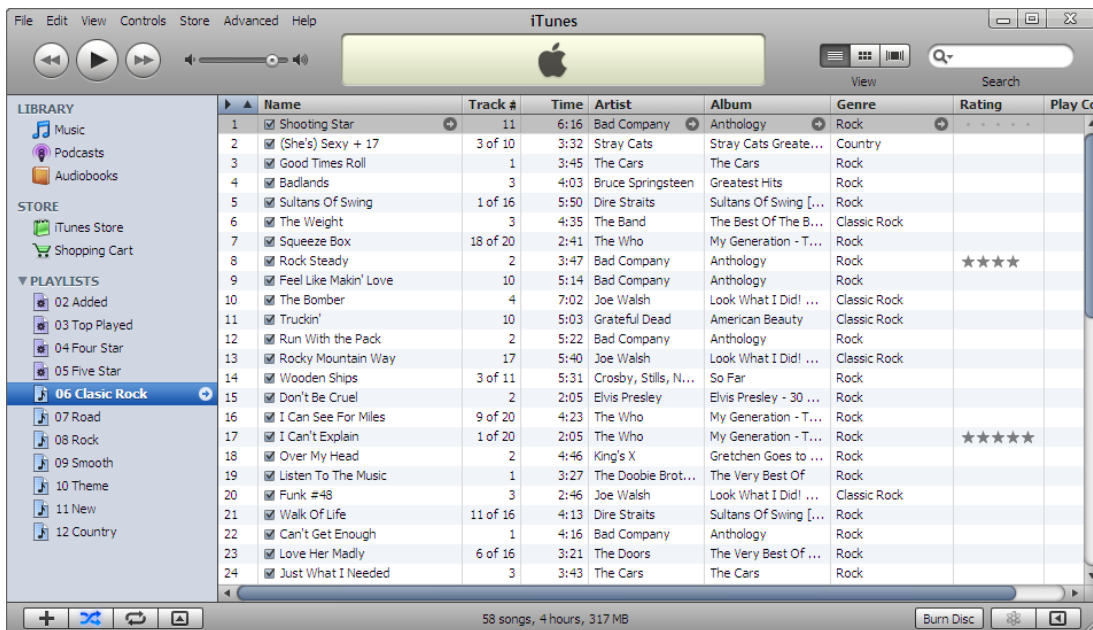 File Edit View Controls Store Advanced Help iTunes
View Search
LIBRARY
Music
Podcasts
Audiobooks
STORE
iTunes Store
Shopping Cart
PLAYLISTS
02 Added
03 Top Played
04 Four Star
05 Five Star
06 Clasic Rock
07 Road
08 Rock
09 Smooth
10 Theme
11 New
12 Country
Name Track # Time Artist Album Genre Rating Play Co
1 Shooting Star 11 6:16 Bad Company Anthology Rock
2 (She's) Sexy + 17 3 of 10 3:32 Stray Cats Stray Cats Greate... Country
3 Good Times Roll 1 3:45 The Cars The Cars Rock
4 Badlands 3 4:03 Bruce Springsteen Greatest Hits Rock
5 Sultans Of Swing 1 of 16 5:50 Dire Straits Sultans Of Swing [... Rock
6 The Weight 3 4:35 The Band The Best Of The B... Classic Rock
7 Squeeze Box 18 of 20 2:41 The Who My Generation - T... Rock
8 Rock Steady 2 3:47 Bad Company Anthology Rock ★★★★
9 Feel Like Makin' Love 10 5:14 Bad Company Anthology Rock
10 The Bomber 4 7:02 Joe Walsh Look What I Did! ... Classic Rock
11 Truckin' 10 5:03 Grateful Dead American Beauty Classic Rock
12 Run With the Pack 2 5:22 Bad Company Anthology Rock
13 Rocky Mountain Way 17 5:40 Joe Walsh Look What I Did! ... Classic Rock
14 Wooden Ships 3 of 11 5:31 Crosby, Stills, N... So Far Rock
15 Don't Be Cruel 2 2:05 Elvis Presley Elvis Presley - 30 ... Rock
16 I Can See For Miles 9 of 20 4:23 The Who My Generation - T... Rock
17 I Can't Explain 1 of 20 2:05 The Who My Generation - T... Rock ★★★★★
18 Over My Head 2 4:46 King's X Gretchen Goes to ... Rock
19 Listen To The Music 1 3:27 The Doobie Brot... The Very Best Of Rock
20 Funk #48 3 2:46 Joe Walsh Look What I Did! ... Classic Rock
21 Walk Of Life 11 of 16 4:13 Dire Straits Sultans Of Swing [... Rock
22 Can't Get Enough 1 4:16 Bad Company Anthology Rock
23 Love Her Madly 6 of 16 3:21 The Doors The Very Best Of ... Rock
24 Just What I Needed 3 3:43 The Cars The Cars Rock
58 songs, 4 hours, 317 MB Burn Disc